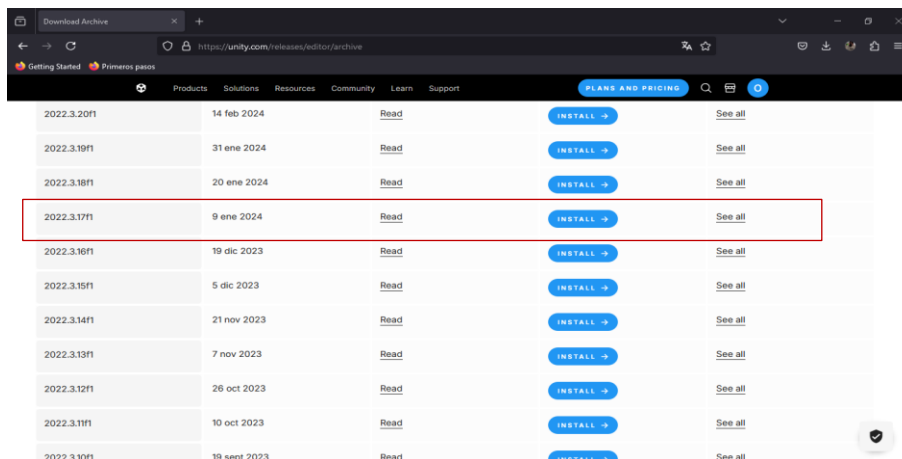 Download Archive
https://unity.com/releases/editor/archive
Getting Started Primeros pasos
Products Solutions Resources Community Learn Support PLANS AND PRICING O
2022.3.20f1 14 feb 2024 Read INSTALL → See all
2022.3.19f1 31 ene 2024 Read INSTALL → See all
2022.3.18f1 20 ene 2024 Read INSTALL → See all
2022.3.17f1 9 ene 2024 Read INSTALL → See all
2022.3.16f1 19 dic 2023 Read INSTALL → See all
2022.3.15f1 5 dic 2023 Read INSTALL → See all
2022.3.14f1 21 nov 2023 Read INSTALL → See all
2022.3.13f1 7 nov 2023 Read INSTALL → See all
2022.3.12f1 26 oct 2023 Read INSTALL → See all
2022.3.11f1 10 oct 2023 Read INSTALL → See all
2022.3.10f1 19 sept 2023 Read INSTALL → See all